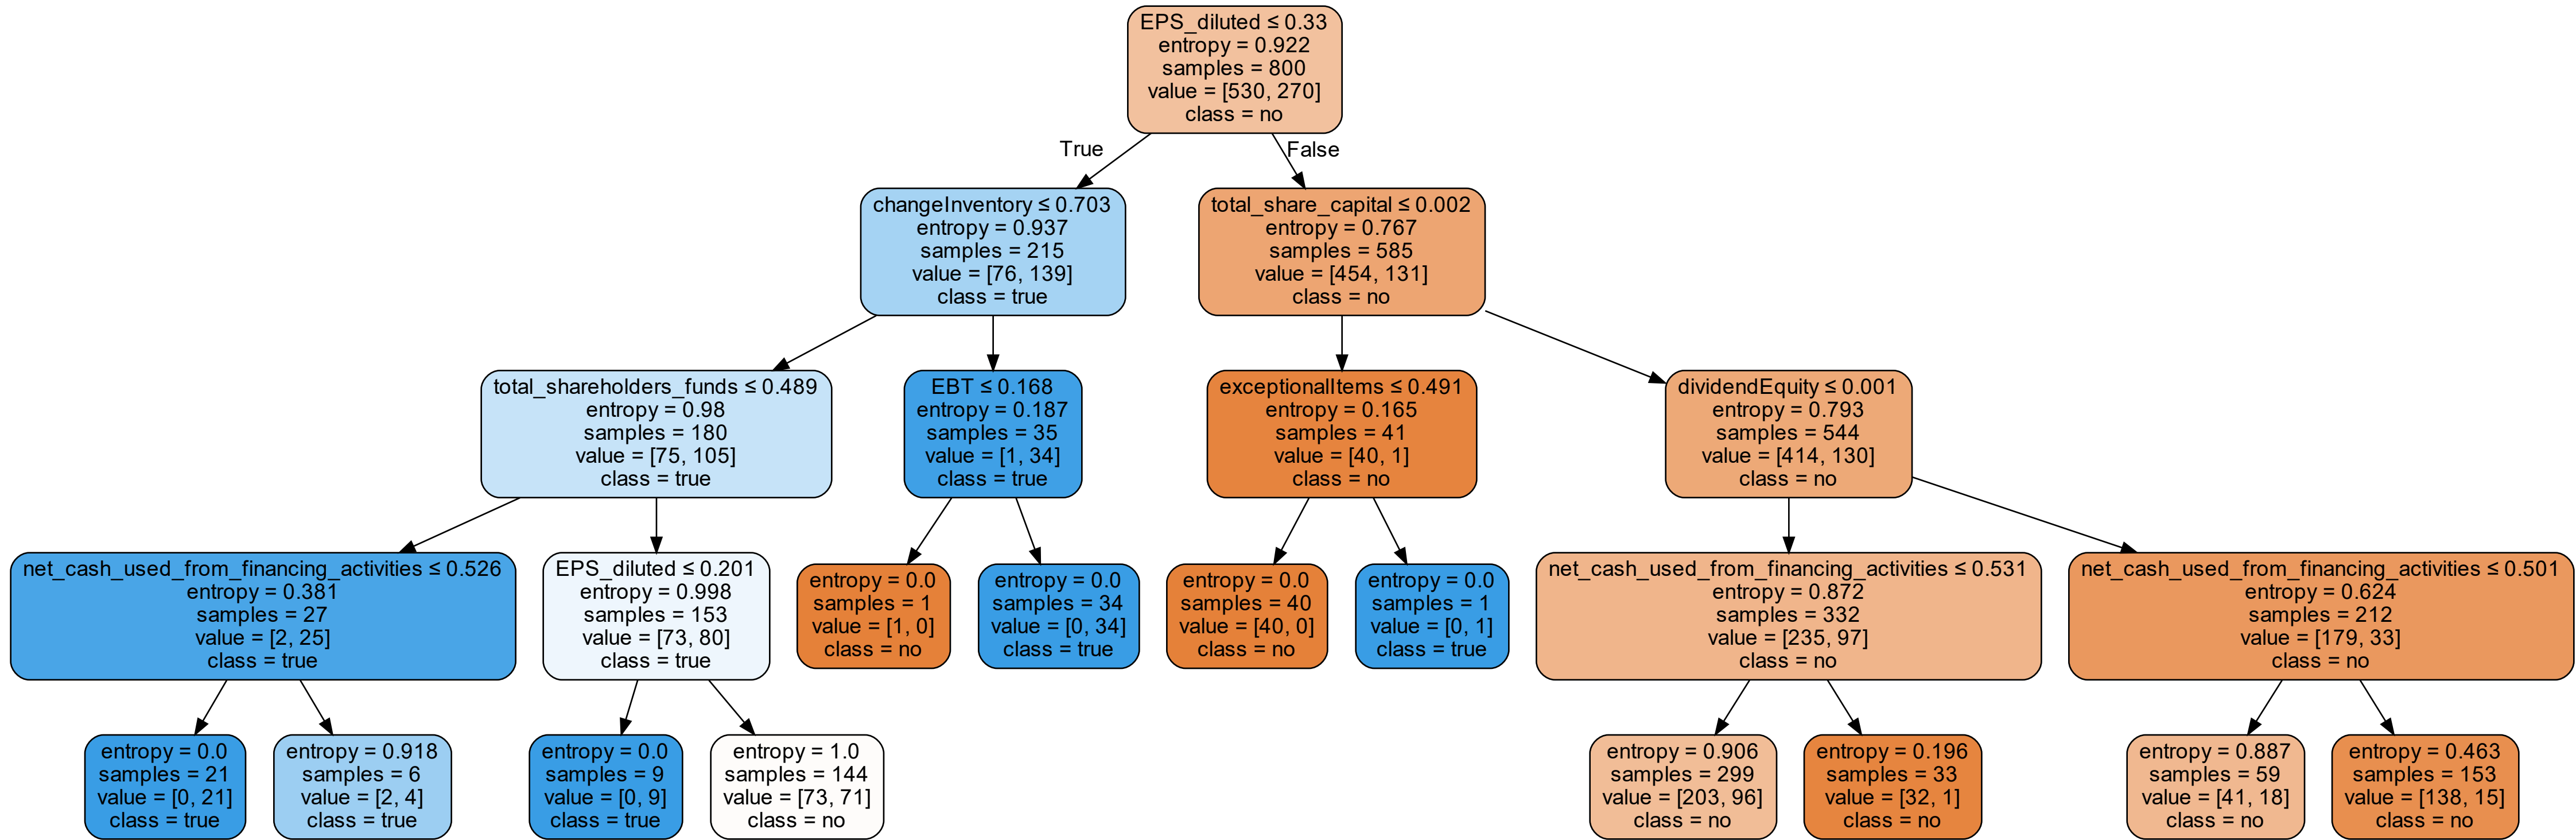 EPS_diluted ≤ 0.33
entropy = 0.922
samples = 800
value = [530, 270]
class = no
True
False
changeInventory ≤ 0.703
entropy = 0.937
samples = 215
value = [76, 139]
class = true
total_share_capital ≤ 0.002
entropy = 0.767
samples = 585
value = [454, 131]
class = no
total_shareholders_funds ≤ 0.489
entropy = 0.98
samples = 180
value = [75, 105]
class = true
EBT ≤ 0.168
entropy = 0.187
samples = 35
value = [1, 34]
class = true
exceptionalItems ≤ 0.491
entropy = 0.165
samples = 41
value = [40, 1]
class = no
dividendEquity ≤ 0.001
entropy = 0.793
samples = 544
value = [414, 130]
class = no
net_cash_used_from_financing_activities ≤ 0.526
entropy = 0.381
samples = 27
value = [2, 25]
class = true
EPS_diluted ≤ 0.201
entropy = 0.998
samples = 153
value = [73, 80]
class = true
entropy = 0.0
samples = 1
value = [1, 0]
class = no
entropy = 0.0
samples = 34
value = [0, 34]
class = true
entropy = 0.0
samples = 40
value = [40, 0]
class = no
entropy = 0.0
samples = 1
value = [0, 1]
class = true
net_cash_used_from_financing_activities ≤ 0.531
entropy = 0.872
samples = 332
value = [235, 97]
class = no
net_cash_used_from_financing_activities ≤ 0.501
entropy = 0.624
samples = 212
value = [179, 33]
class = no
entropy = 0.0
samples = 21
value = [0, 21]
class = true
entropy = 0.918
samples = 6
value = [2, 4]
class = true
entropy = 0.0
samples = 9
value = [0, 9]
class = true
entropy = 1.0
samples = 144
value = [73, 71]
class = no
entropy = 0.906
samples = 299
value = [203, 96]
class = no
entropy = 0.196
samples = 33
value = [32, 1]
class = no
entropy = 0.887
samples = 59
value = [41, 18]
class = no
entropy = 0.463
samples = 153
value = [138, 15]
class = no